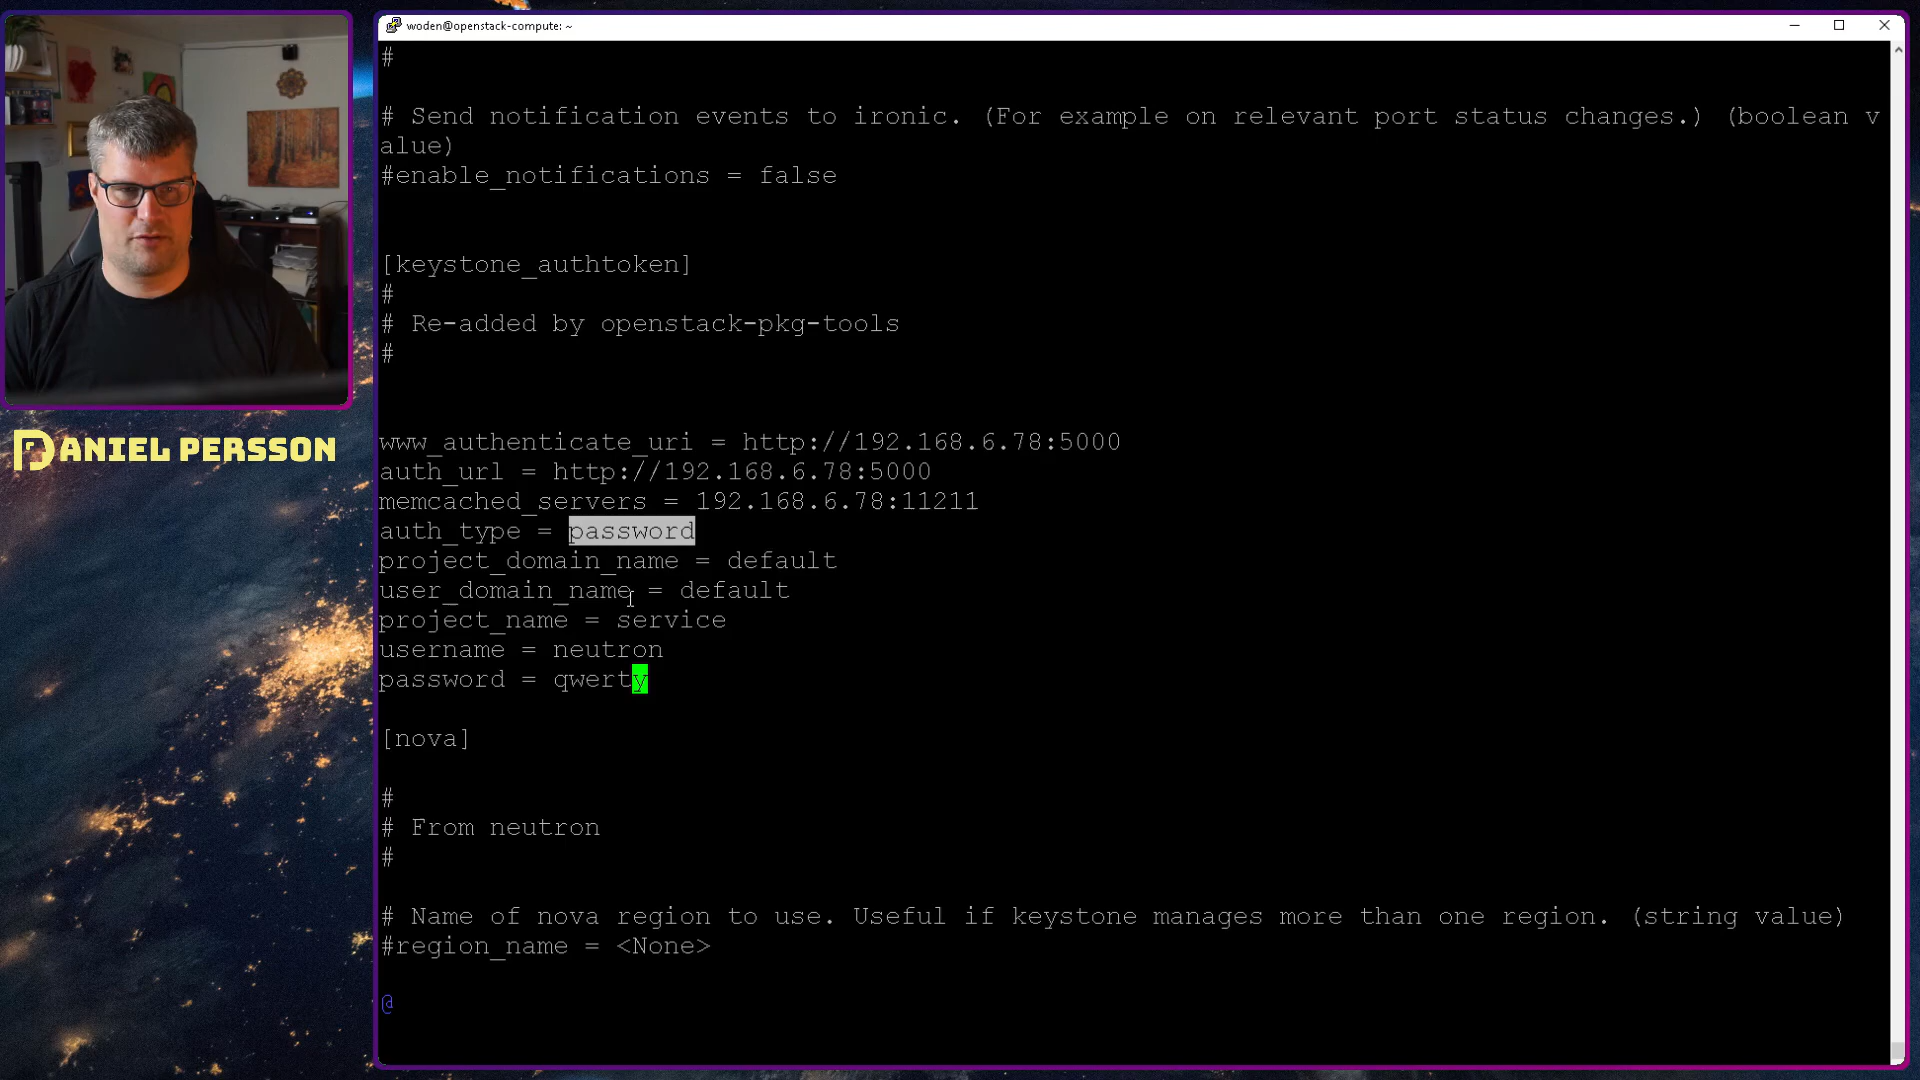 woden@openstack-compute: ~
#
# Send notification events to ironic. (For example on relevant port status changes.) (boolean v
alue)
#enable_notifications = false
[keystone_authtoken]
#
# Re-added by openstack-pkg-tools
#
www_authenticate_uri = http://192.168.6.78:5000
auth_url = http://192.168.6.78:5000
memcached_servers = 192.168.6.78:11211
auth_type = password
project_domain_name = default
user_domain_name = default
project_name = service
username = neutron
password = qwerty
[nova]
#
# From neutron
#
# Name of nova region to use. Useful if keystone manages more than one region. (string value)
#region_name = <None>
@
DANIEL PERSSON